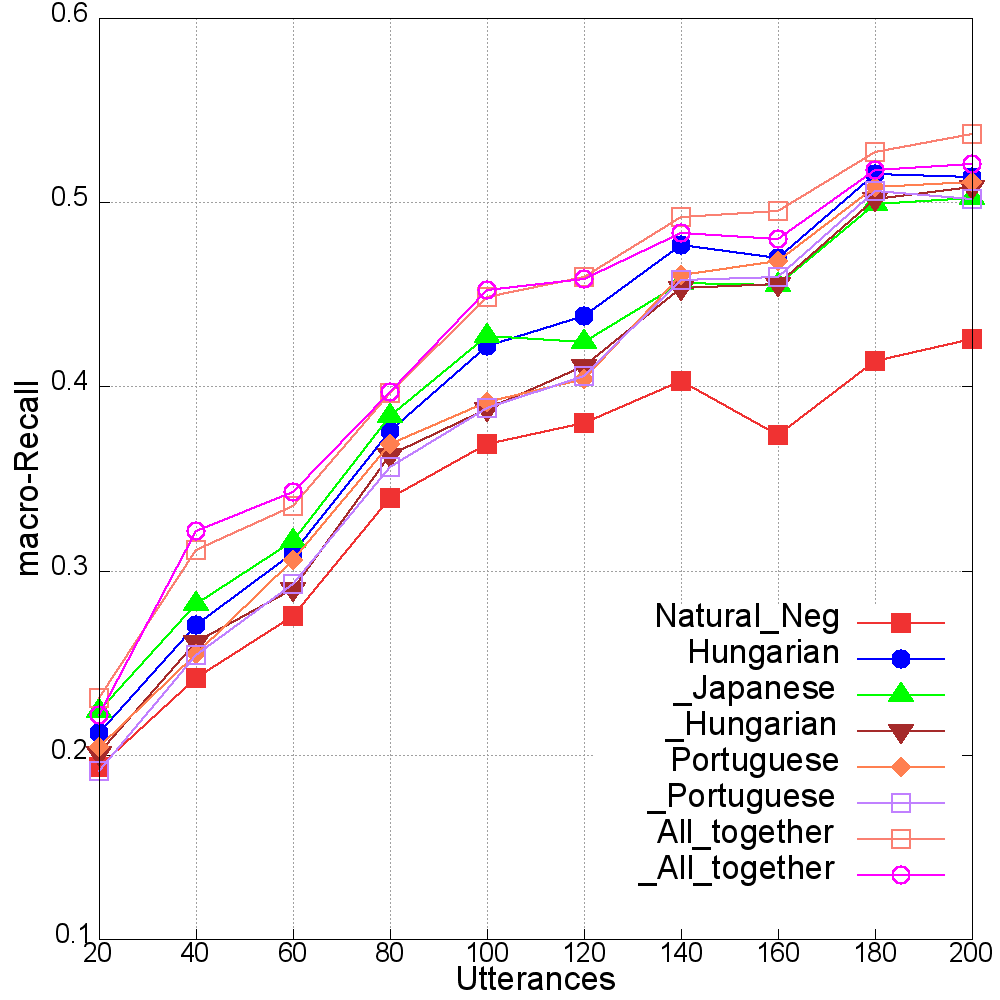 0.6
0.5
0.4
0.3
0.2
0.1
macro-Recall
Natural_Neg
Hungarian
_Japanese
_Hungarian
Portuguese
_Portuguese
All_together
_All_together
20 40 60 80 100 120 140 160 180 200
Utterances